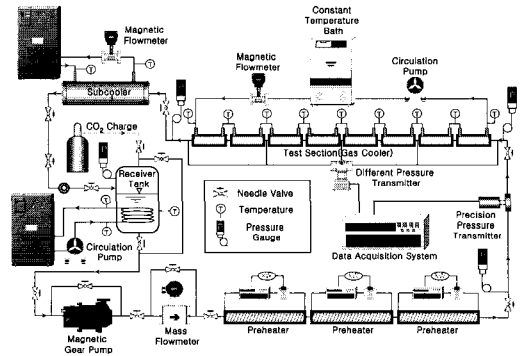 Constant
Temperature
Bath
Magnetic
Flowmeter
Magnetic
Flowmeter
Circulation
Pump
T
T
Subcooler
T
T
T
T
T
T
T
T
T
CO₂ Charge
Test Section(Gas Cooler)
Receiver
Tank
Different Pressure
Transmitter
Needle Valve
T
Temperature
Pressure
Gauge
T
T
Precision
Pressure
Transmitter
Circulation
Pump
Data Acquisition System
Magnetic
Gear Pump
Mass
Flowmeter
Preheater
Preheater
Preheater